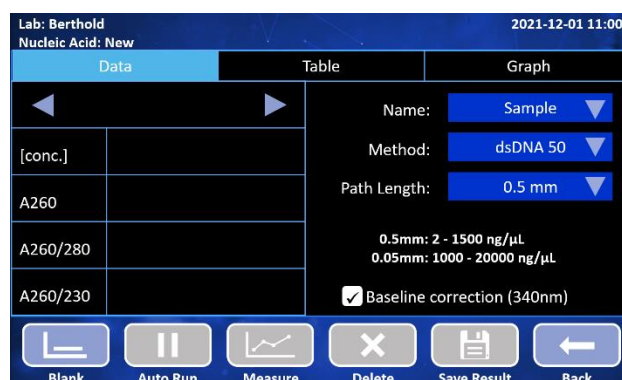 Lab: Berthold
2021-12-01 11:00
Nucleic Acid: New
Data
Table
Graph
Name:
Sample
[conc.]
Method:
dsDNA 50
A260
Path Length:
0.5 mm
A260/280
0.5mm: 2 - 1500 ng/µL
0.05mm: 1000 - 20000 ng/µL
A260/230
Baseline correction (340nm)
Blank
Auto Run
Measure
Delete
Save Result
Back